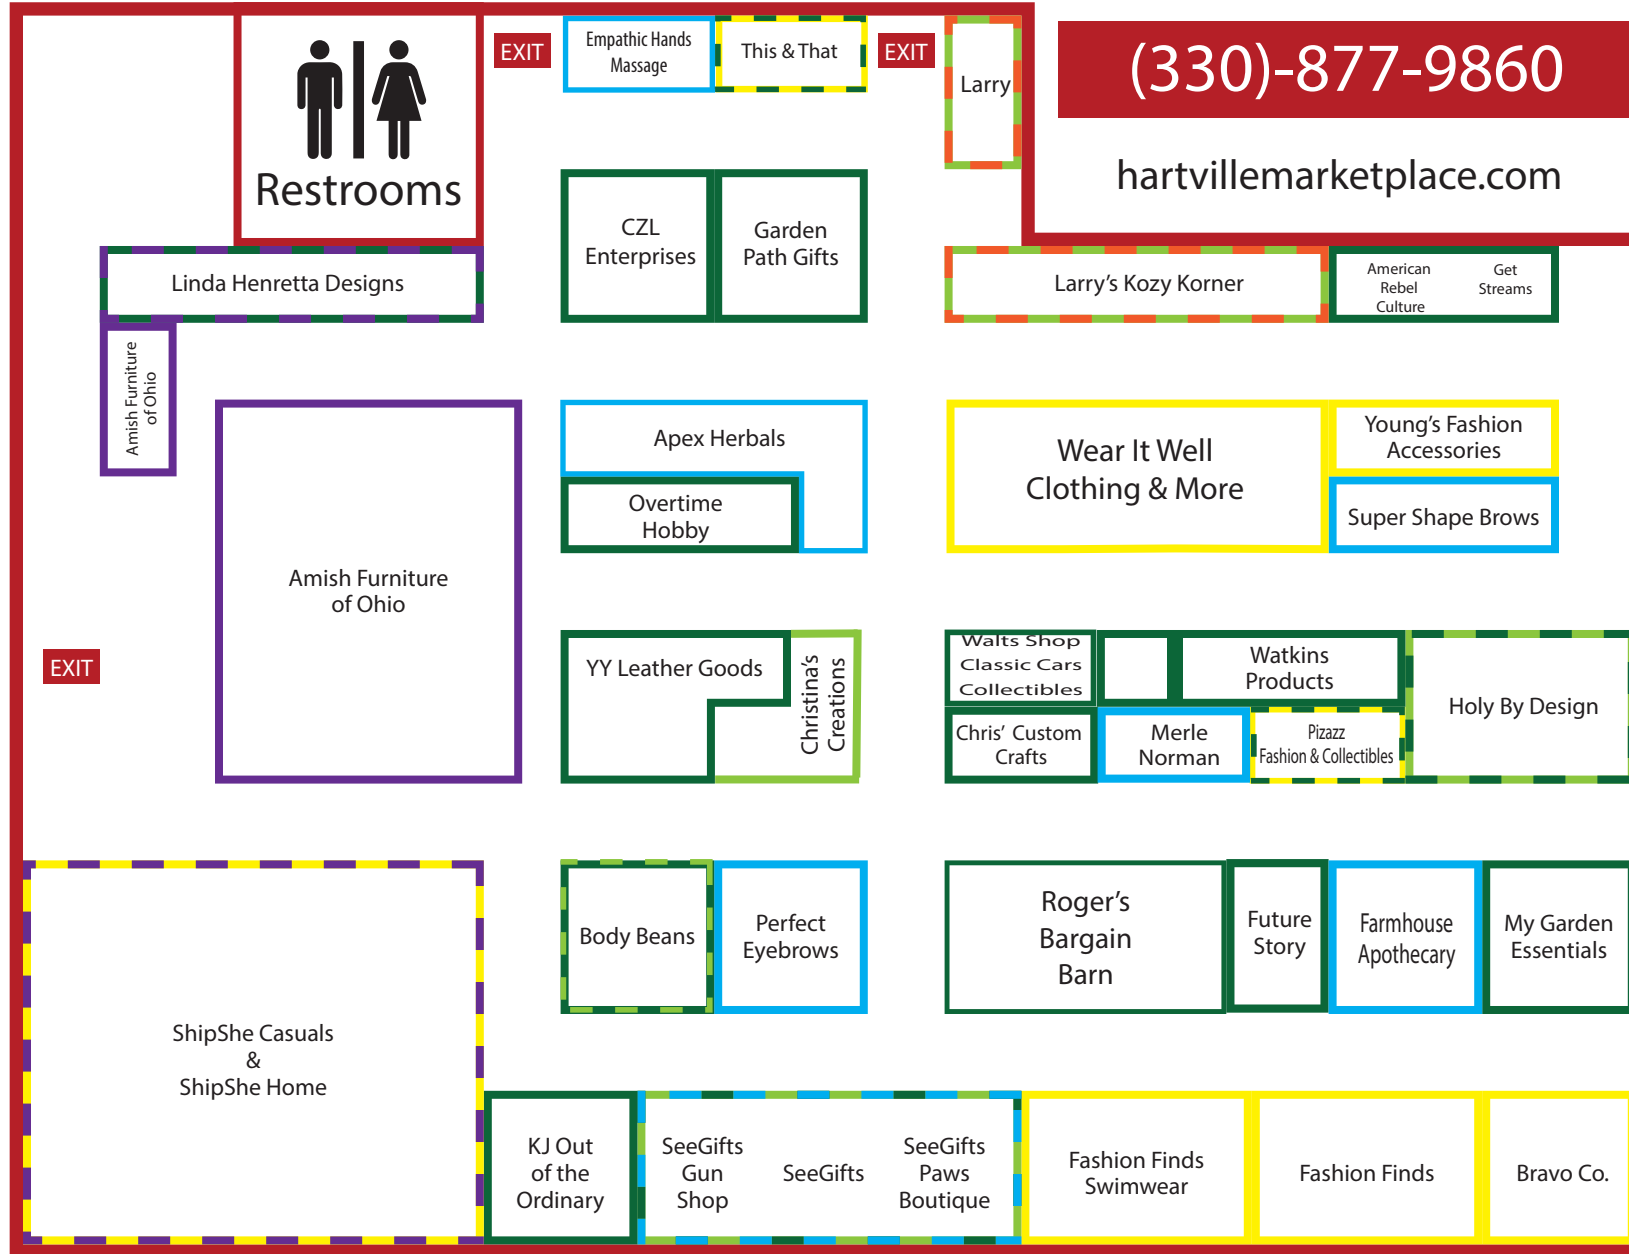 EXIT
Empathic Hands
Massage
This & That
EXIT
Larry
(330)-877-9860
hartvillemarketplace.com
Restrooms
Linda Henretta Designs
CZL
Enterprises
Garden
Path Gifts
Larry’s Kozy Korner
American
Rebel
Culture
Get
Streams
Amish Furniture
of Ohio
Amish Furniture
of Ohio
Apex Herbals
Overtime
Hobby
Wear It Well
Clothing & More
Young’s Fashion
Accessories
Super Shape Brows
EXIT
YY Leather Goods
Christina’s
Creations
Walts Shop
Classic Cars
Collectibles
Watkins
Products
Holy By Design
Chris’ Custom
Crafts
Merle
Norman
Pizazz
Fashion & Collectibles
Body Beans
Perfect
Eyebrows
Roger’s
Bargain
Barn
Future
Story
Farmhouse
Apothecary
My Garden
Essentials
ShipShe Casuals
&
ShipShe Home
KJ Out
of the
Ordinary
SeeGifts
Gun
Shop
SeeGifts
SeeGifts
Paws
Boutique
Fashion Finds
Swimwear
Fashion Finds
Bravo Co.